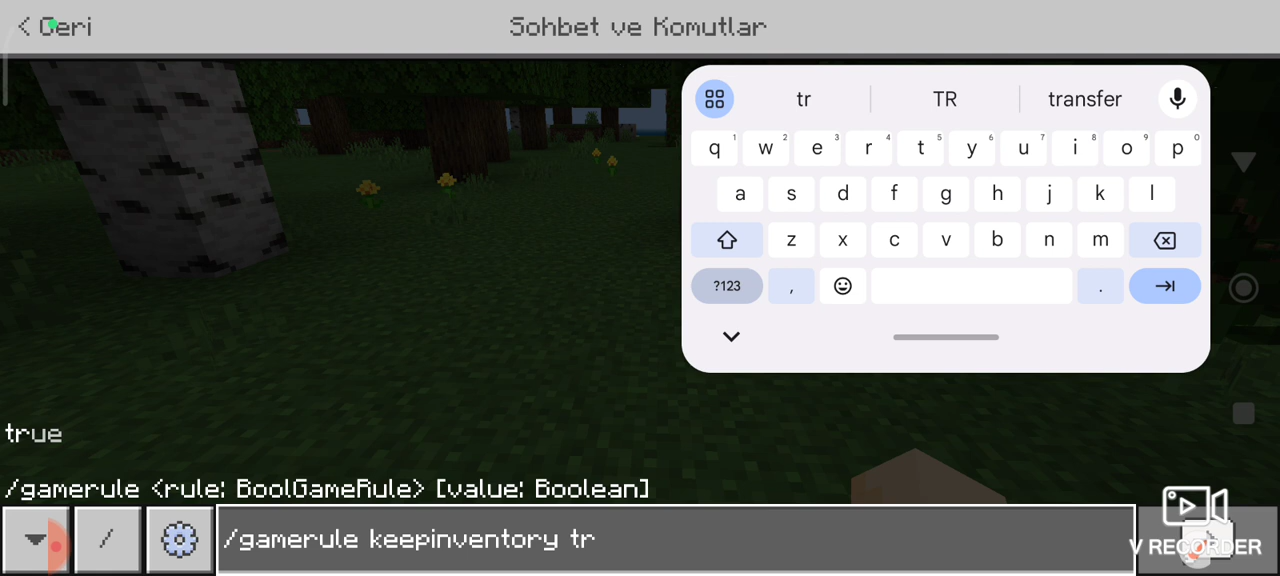 Geri
Sohbet ve Komutlar
tr
TR
transfer
q 1 w 2 e 3 r 4 t 5 y 6 u 7 i 8 o 9 p 0
a s d f g h j k l
z x c v b n m
?123 , .
true
/gamerule <rule: BoolGameRule> [value: Boolean]
/
/gamerule keepinventory tr
V RECORDER